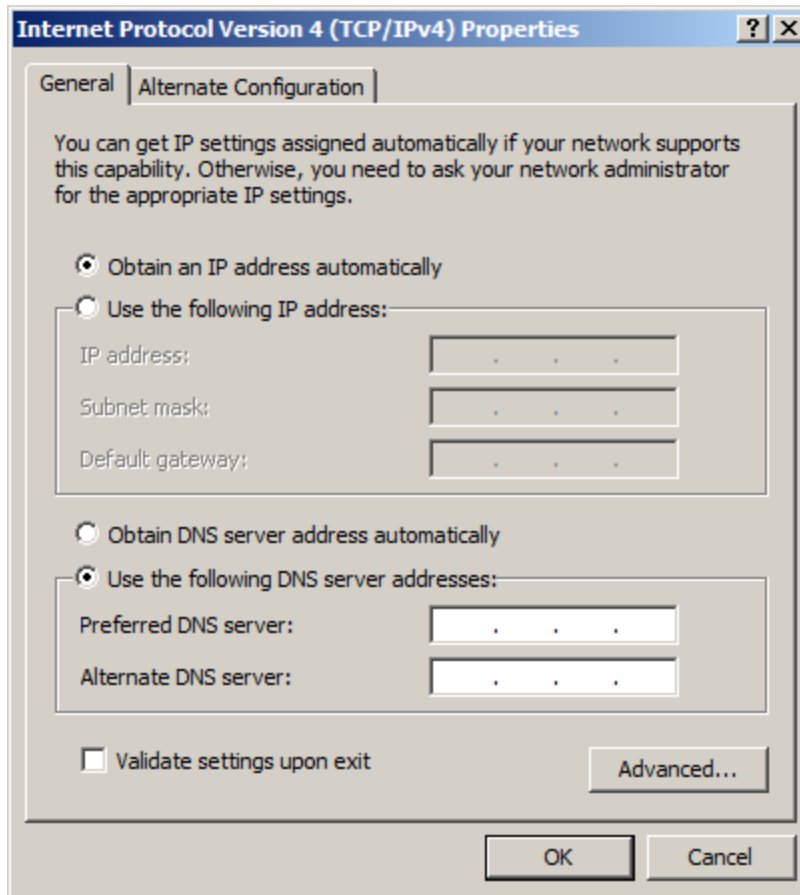 Internet Protocol Version 4 (TCP/IPv4) Properties
General
Alternate Configuration
You can get IP settings assigned automatically if your network supports
this capability. Otherwise, you need to ask your network administrator
for the appropriate IP settings.
Obtain an IP address automatically
Use the following IP address:
IP address:
. . .
Subnet mask:
. . .
Default gateway:
. . .
Obtain DNS server address automatically
Use the following DNS server addresses:
Preferred DNS server:
. . .
Alternate DNS server:
. . .
Validate settings upon exit
Advanced...
OK
Cancel